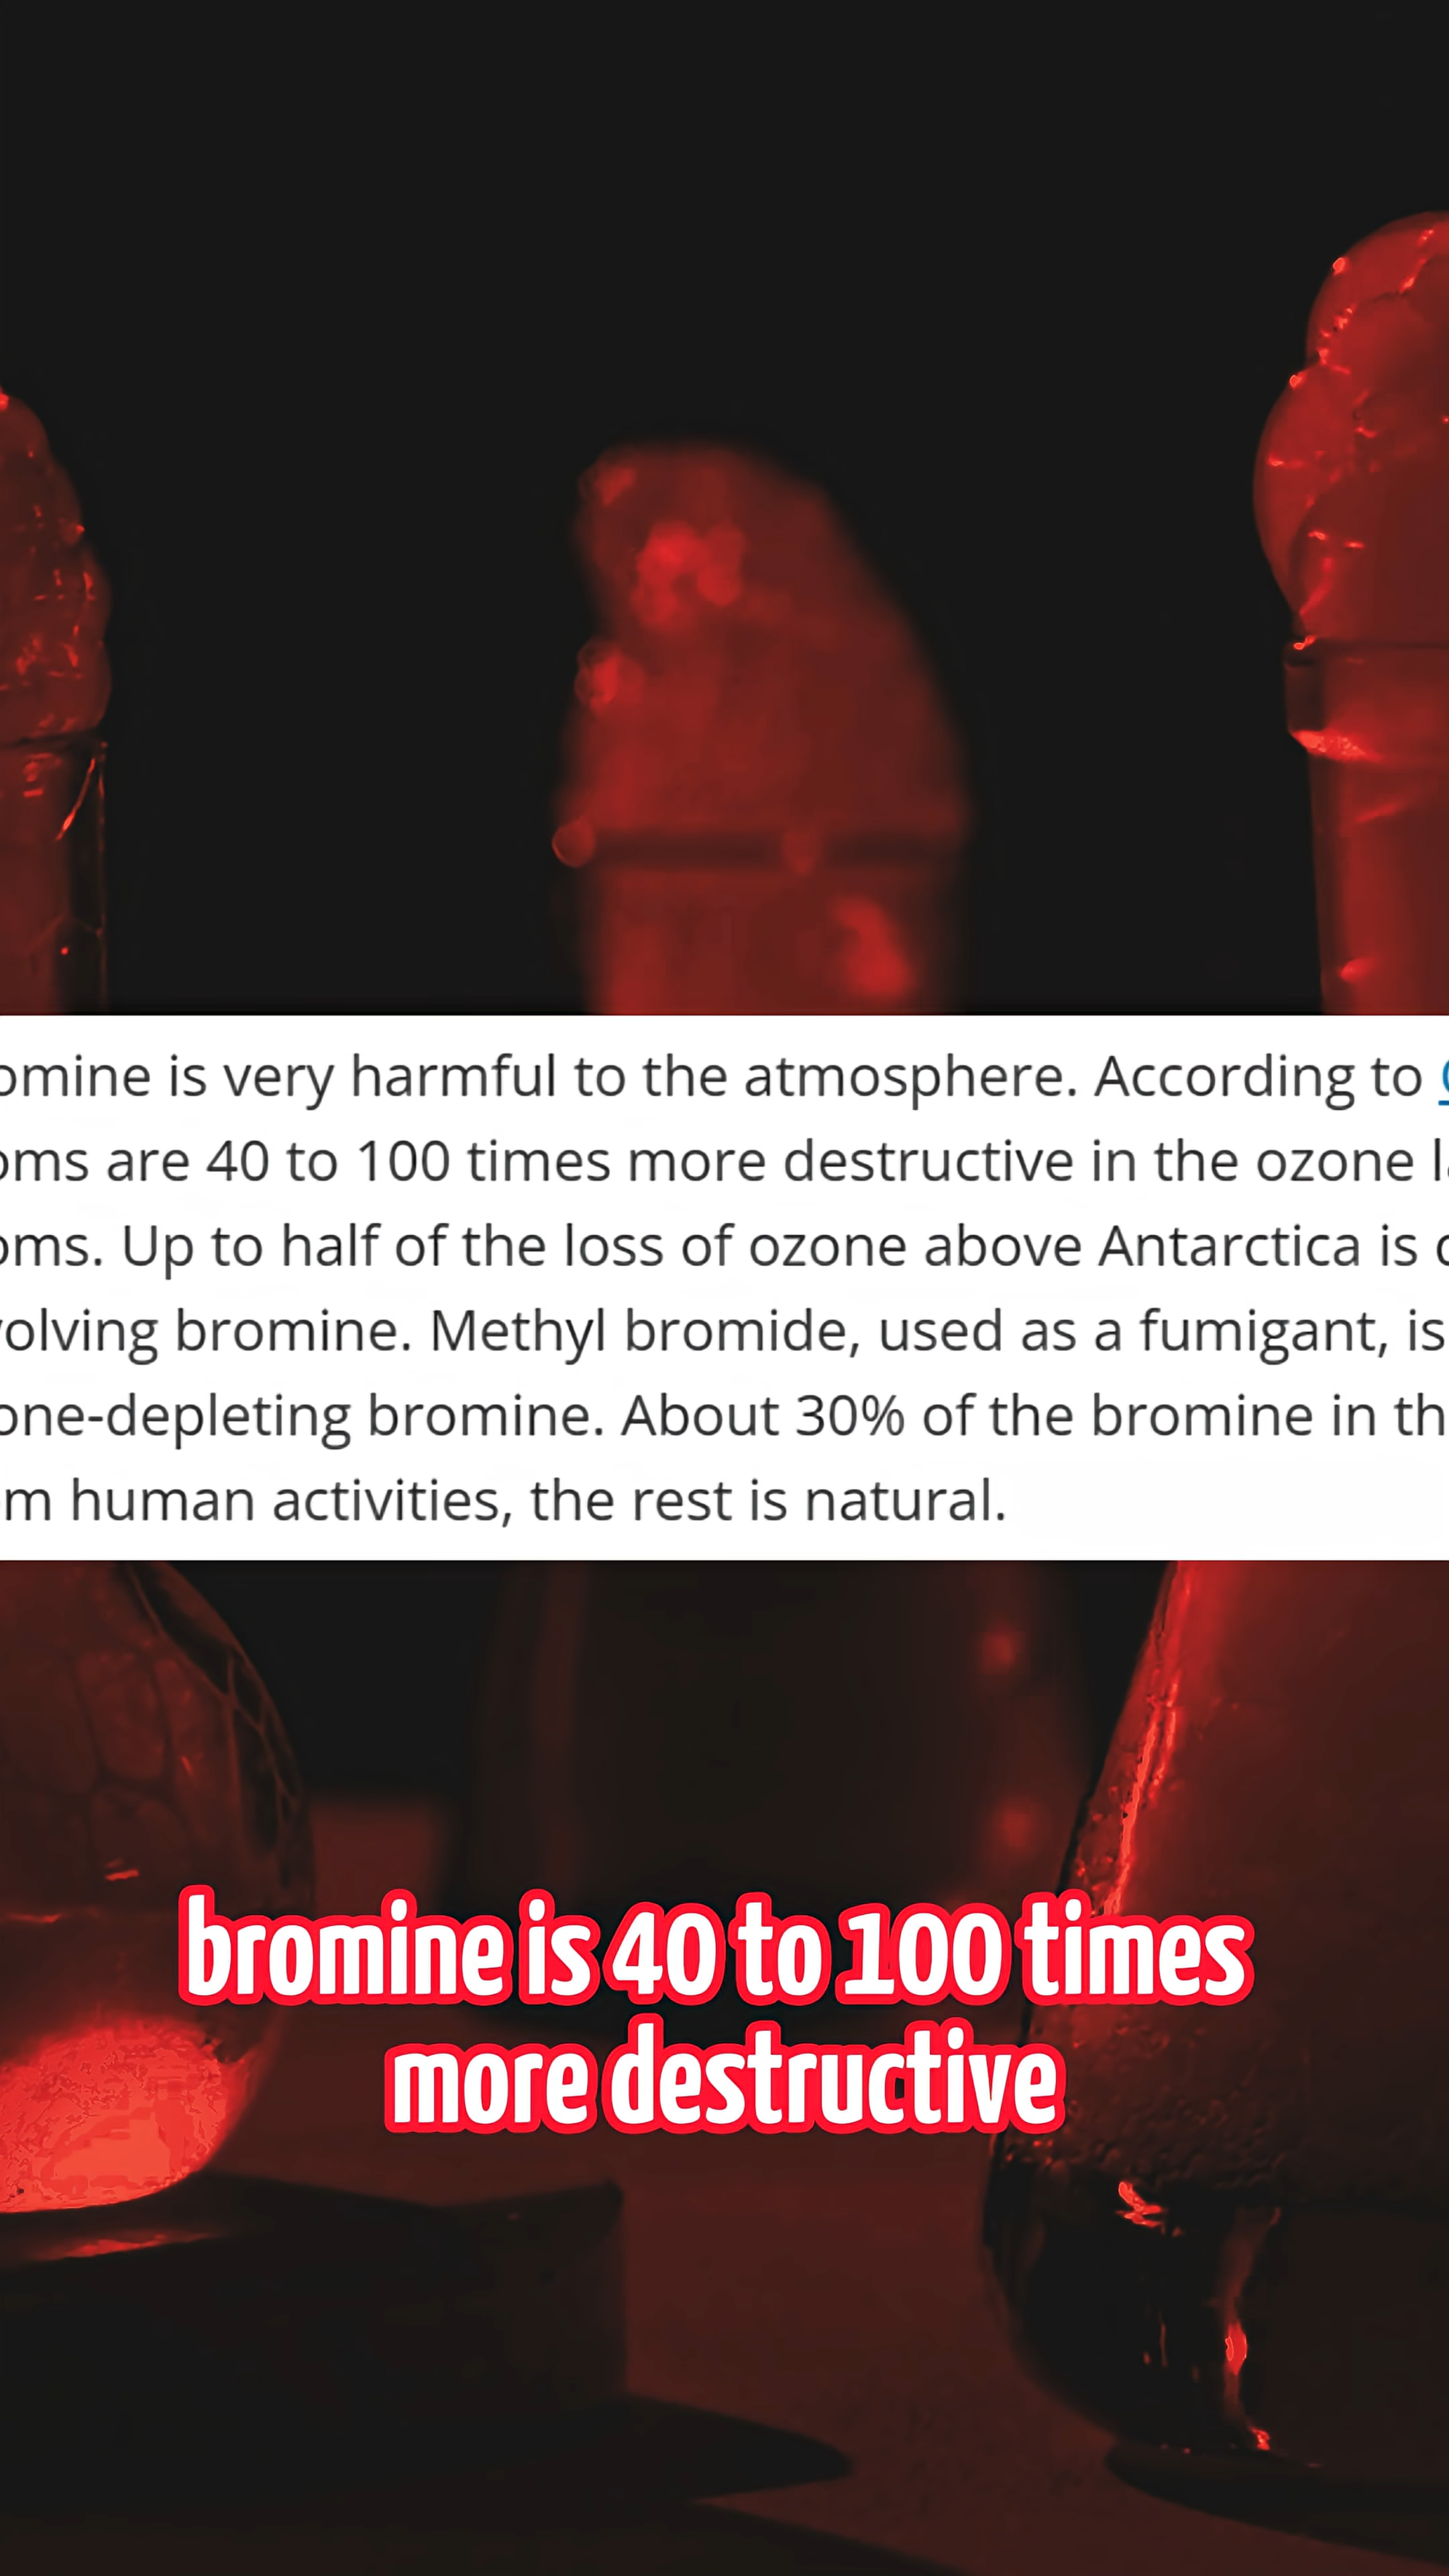 omine is very harmful to the atmosphere. According to
oms are 40 to 100 times more destructive in the ozone
oms. Up to half of the loss of ozone above Antarctica is
volving bromine. Methyl bromide, used as a fumigant, is
one-depleting bromine. About 30% of the bromine in th
m human activities, the rest is natural.
bromine is 40 to 100 times
more destructive